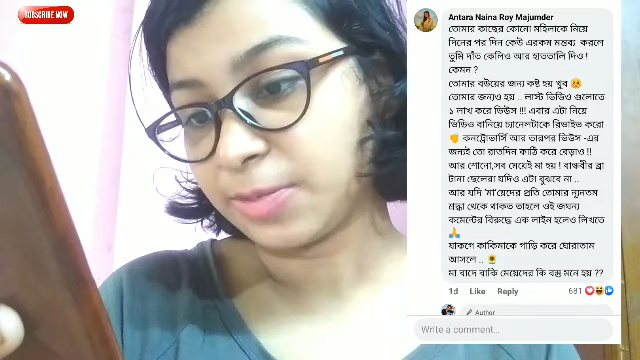 SUBSCRIBE NOW
Antara Naina Roy Majumder
তোমার কাছের কোনো মহিলাকে নিয়ে
দিনের পর দিন কেউ এরকম মন্তব্য করলে
তুমি দাঁত কেলিও আর হাততালি দিও !
কেমন ?
তোমার বউয়ের জন্য কষ্ট হয় খুব 😢
তোমার জন্যও হয় .. লাস্ট ভিডিও গুলোতে
১ লাখ করে ভিউস !!! এবার এটা নিয়ে
ভিডিও বানিয়ে চ্যানেলটাকে রিভাইভ করো
কনট্রোভার্সি আর তারপর ভিউস -এর
জন্যই তো রাতদিন কাঠি করে বেড়াও !!
আর শোনো,সব মেয়েই মা হয় ! বান্ধবীর ব্রা
টানা ছেলেরা যদিও এটা বুঝবে না ..
আর যদি 'মা'য়েদের প্রতি তোমার ন্যূনতম
শ্রদ্ধা থেকে থাকত তাহলে ওই জঘন্য
কমেন্টের বিরুদ্ধে এক লাইন হলেও লিখতে
🙏
যাকগে কাকিমাকে গাড়ি করে ঘোরাতাম
আসলে .. 🌻
মা বাদে বাকি মেয়েদের কি বস্তু মনে হয় ??
1d Like Reply 681
Author
Write a comment...